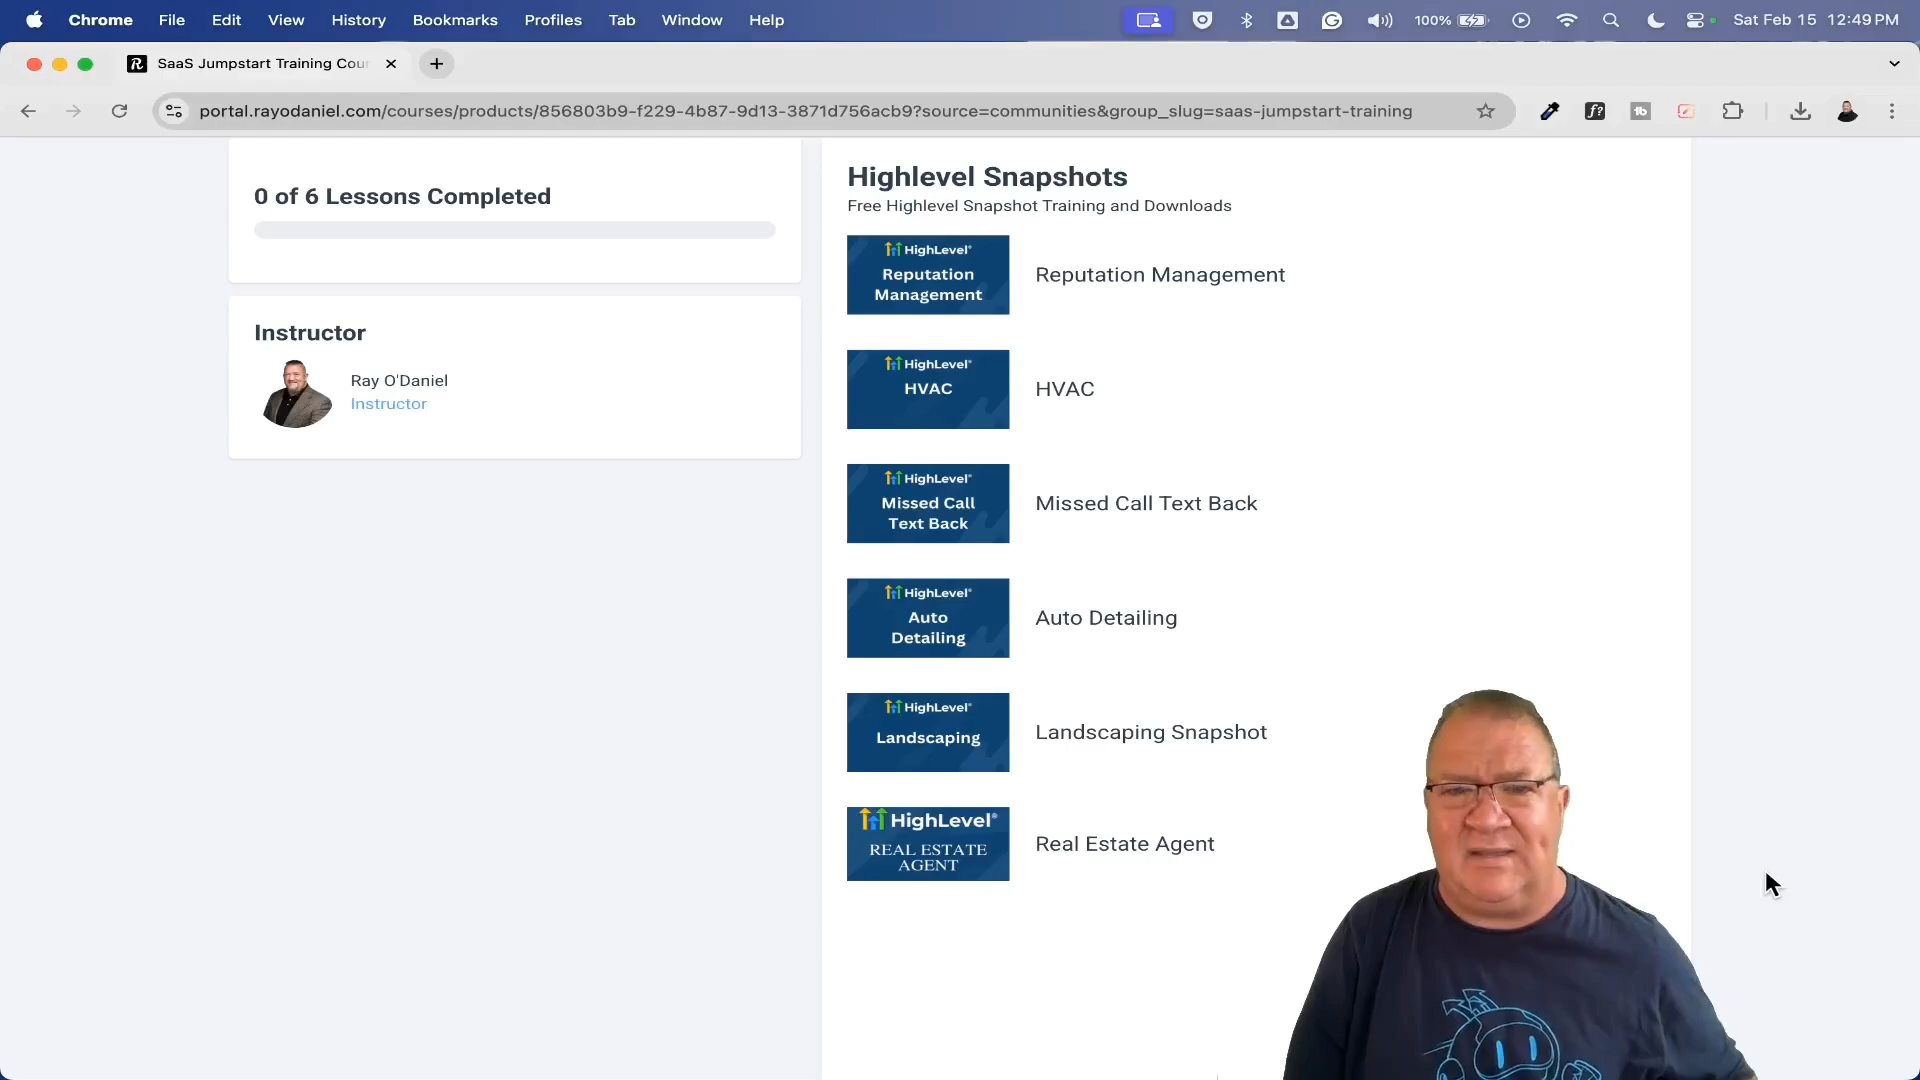 Chrome File Edit View History Bookmarks Profiles Tab Window Help 100% Sat Feb 15 12:49 PM
SaaS Jumpstart Training Cou
portal.rayodaniel.com/courses/products/856803b9-f229-4b87-9d13-3871d756acb9?source=communities&group_slug=saas-jumpstart-training
f?
tb
0 of 6 Lessons Completed
Instructor
Ray O'Daniel
Instructor
Highlevel Snapshots
Free Highlevel Snapshot Training and Downloads
HighLevel®
Reputation
Management
Reputation Management
HighLevel®
HVAC
HVAC
HighLevel®
Missed Call
Text Back
Missed Call Text Back
HighLevel®
Auto
Detailing
Auto Detailing
HighLevel®
Landscaping
Landscaping Snapshot
HighLevel®
REAL ESTATE
AGENT
Real Estate Agent